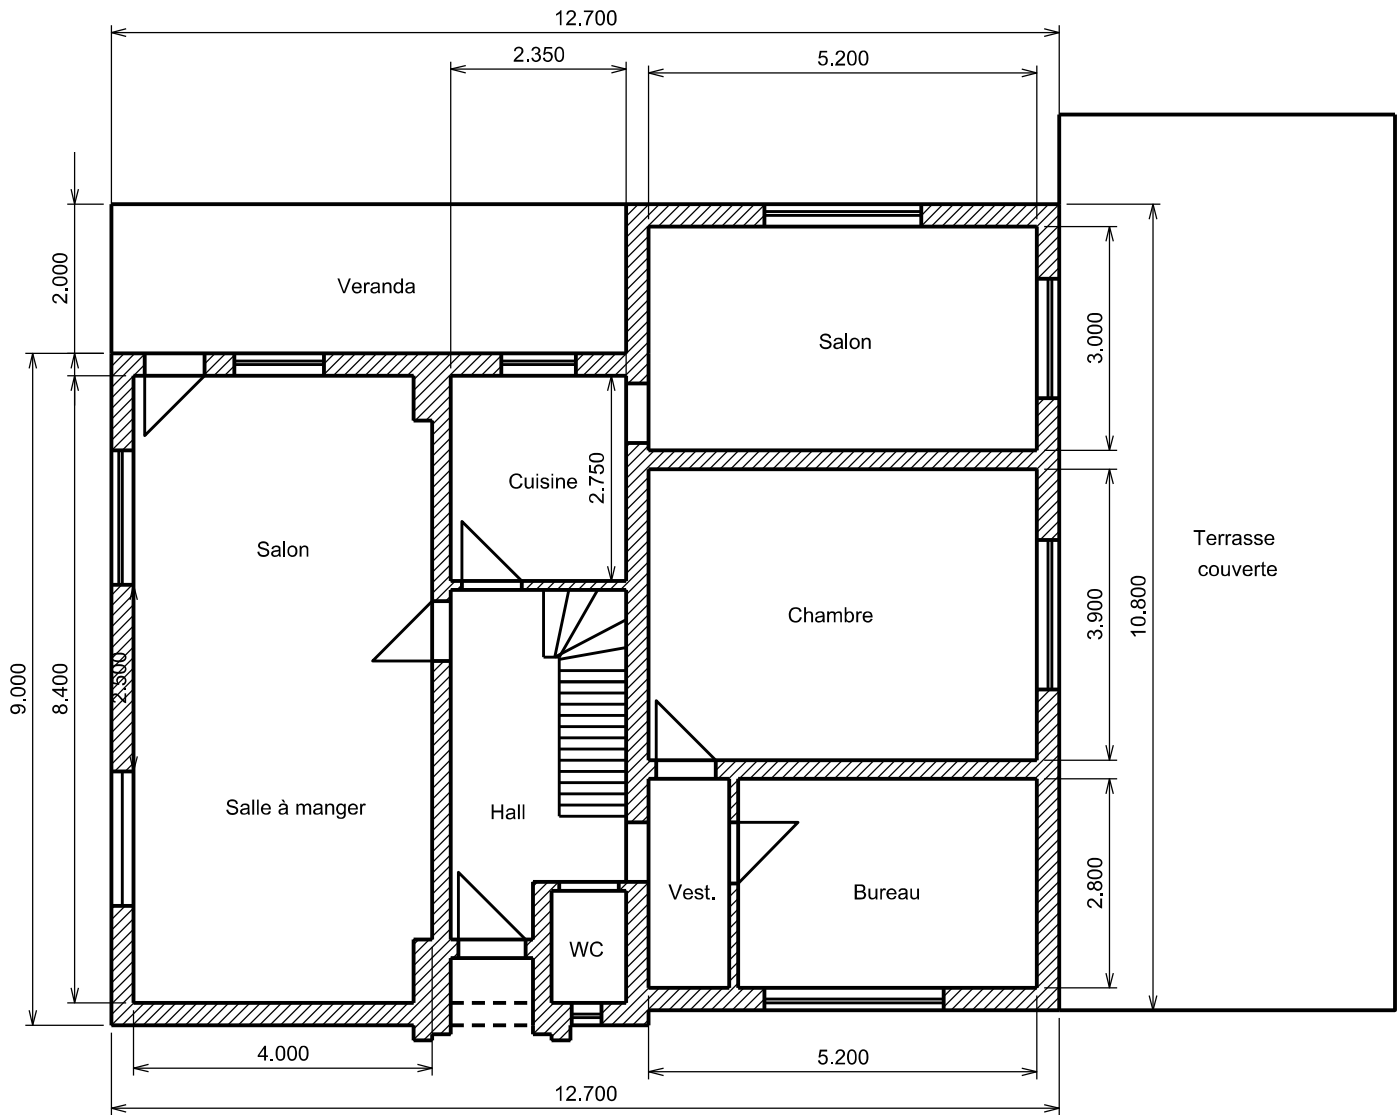 12.700
2.350
5.200
2.000
Veranda
Salon
3.000
Cuisine
2.750
Salon
Terrasse
couverte
Chambre
3.900
10.800
9.000
8.400
2.500
Salle à manger
Hall
Vest.
Bureau
2.800
WC
4.000
5.200
12.700